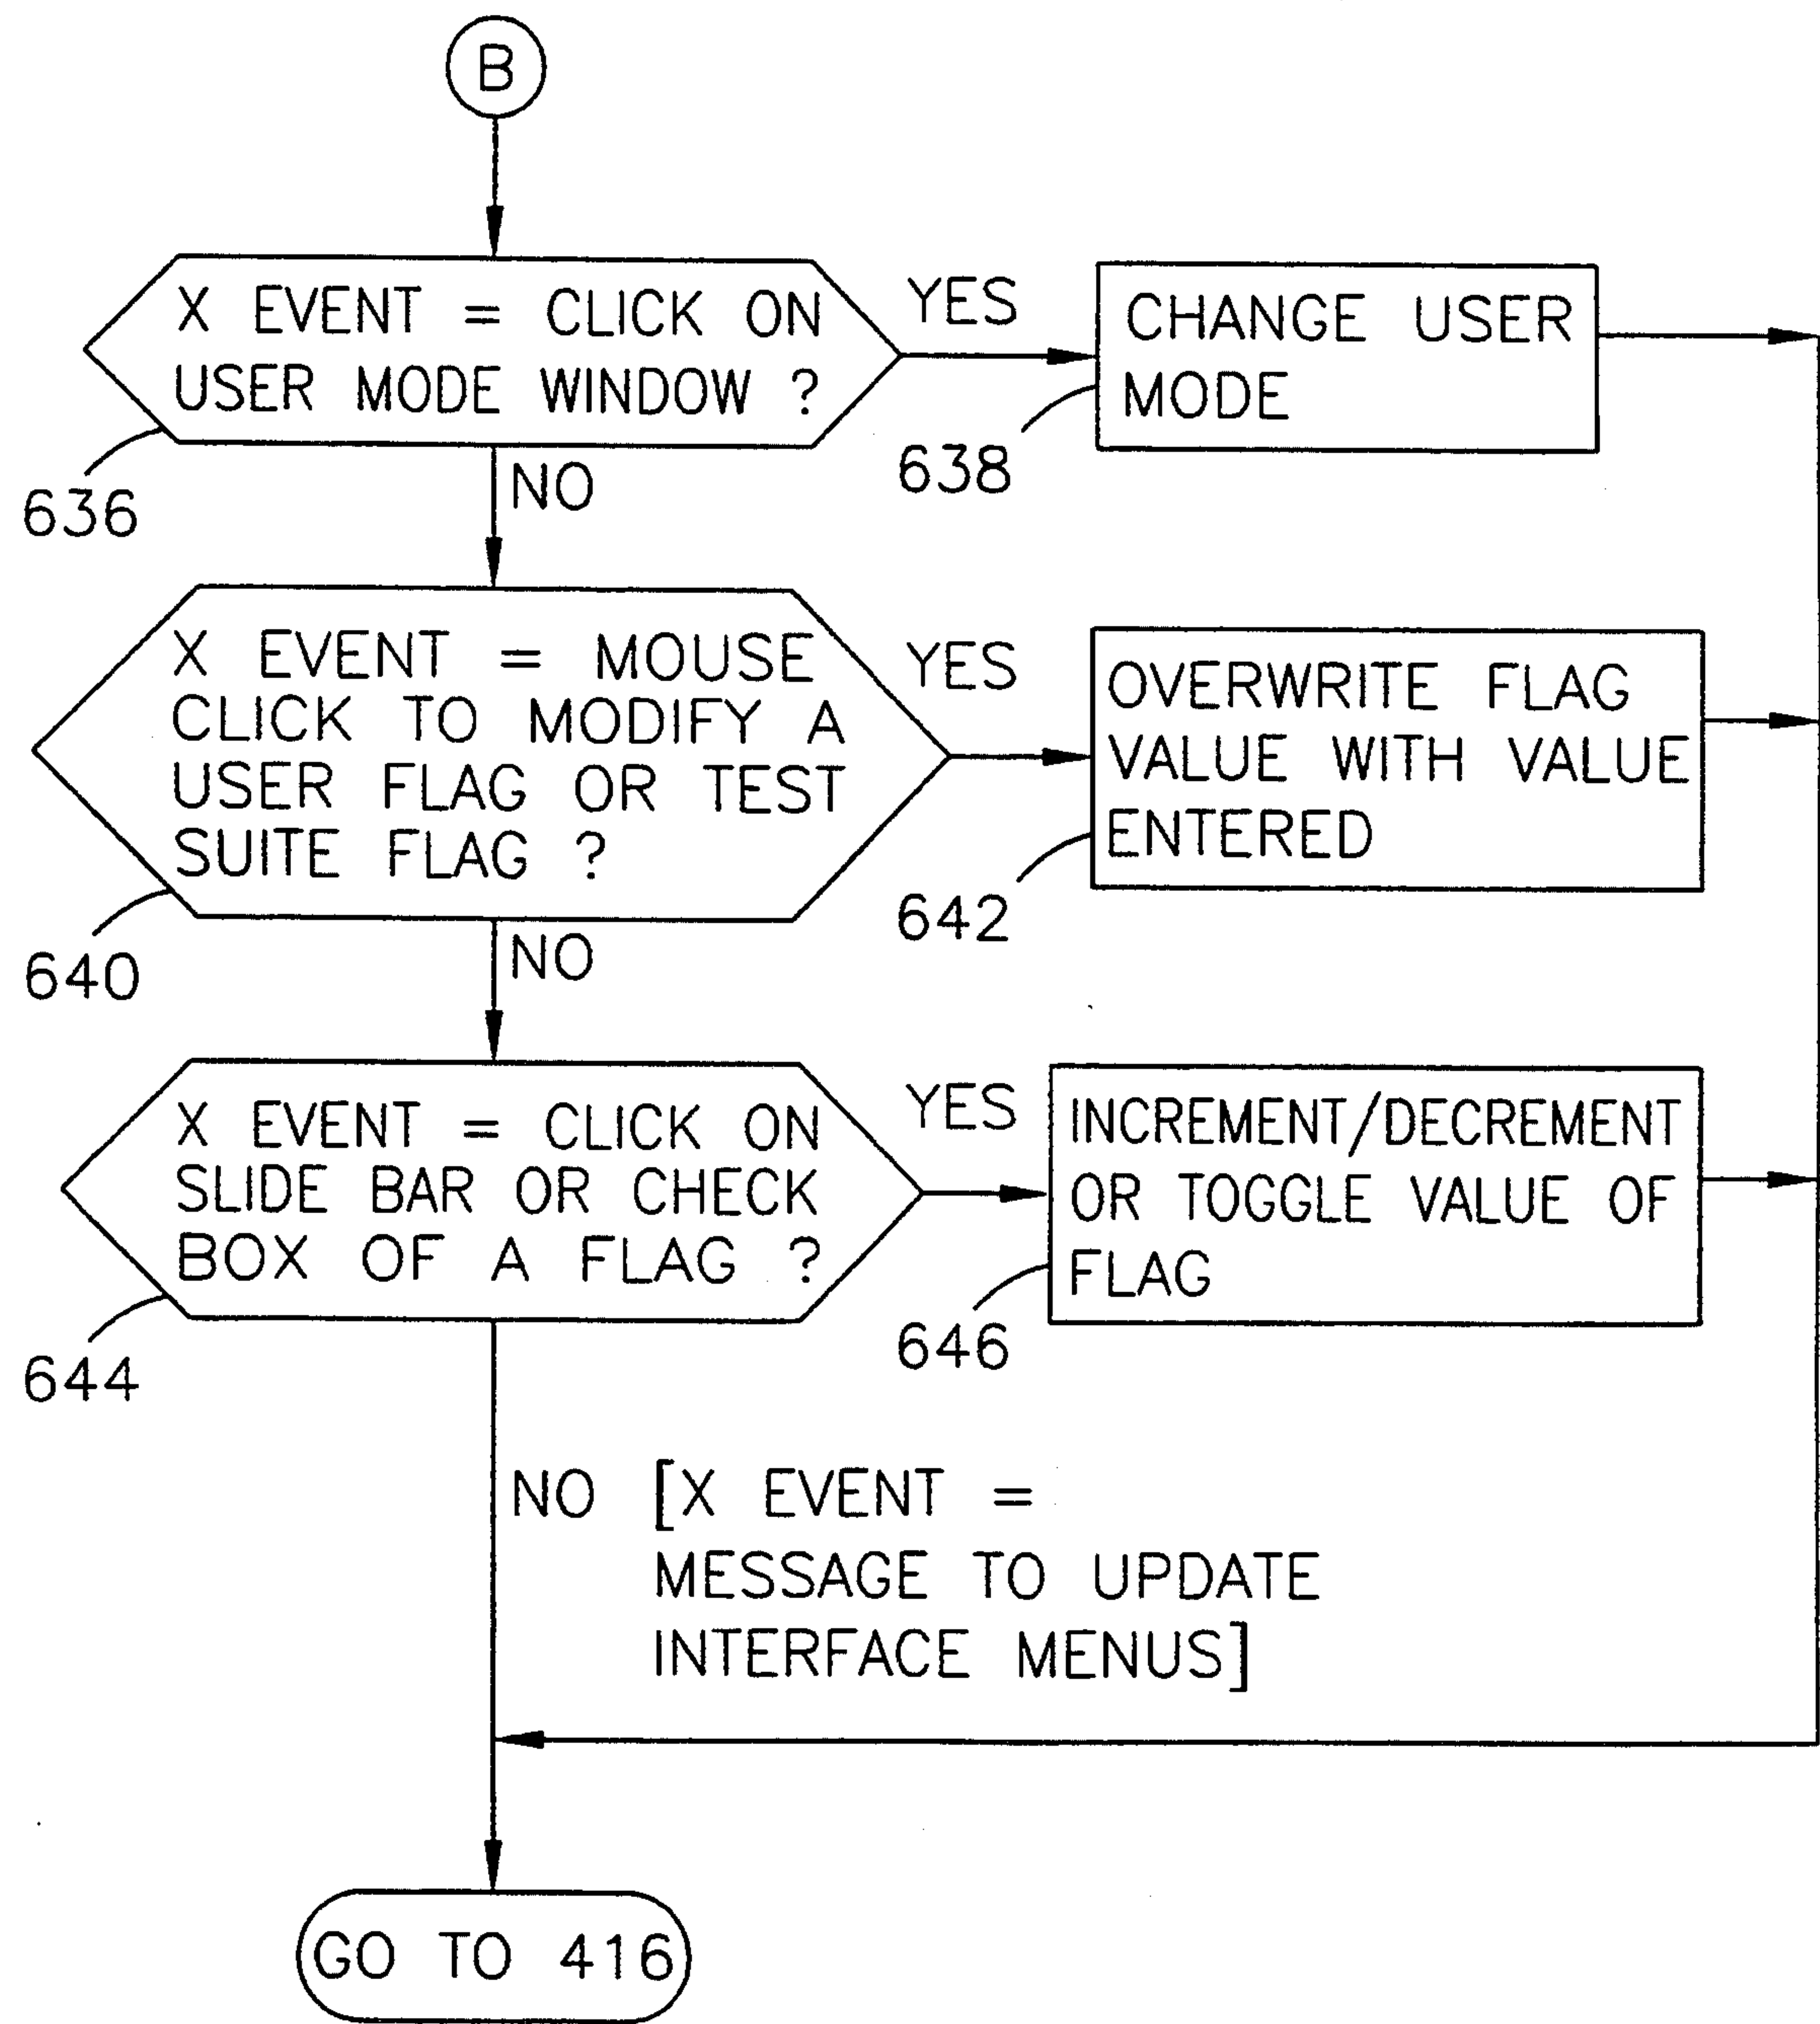 B
X EVENT = CLICK ON
USER MODE WINDOW ?
YES
CHANGE USER
MODE
636
638
NO
X EVENT = MOUSE
CLICK TO MODIFY A
USER FLAG OR TEST
SUITE FLAG ?
YES
OVERWRITE FLAG
VALUE WITH VALUE
ENTERED
640
642
NO
X EVENT = CLICK ON
SLIDE BAR OR CHECK
BOX OF A FLAG ?
YES
INCREMENT/DECREMENT
OR TOGGLE VALUE OF
FLAG
644
646
NO [X EVENT =
MESSAGE TO UPDATE
INTERFACE MENUS]
GO TO 416